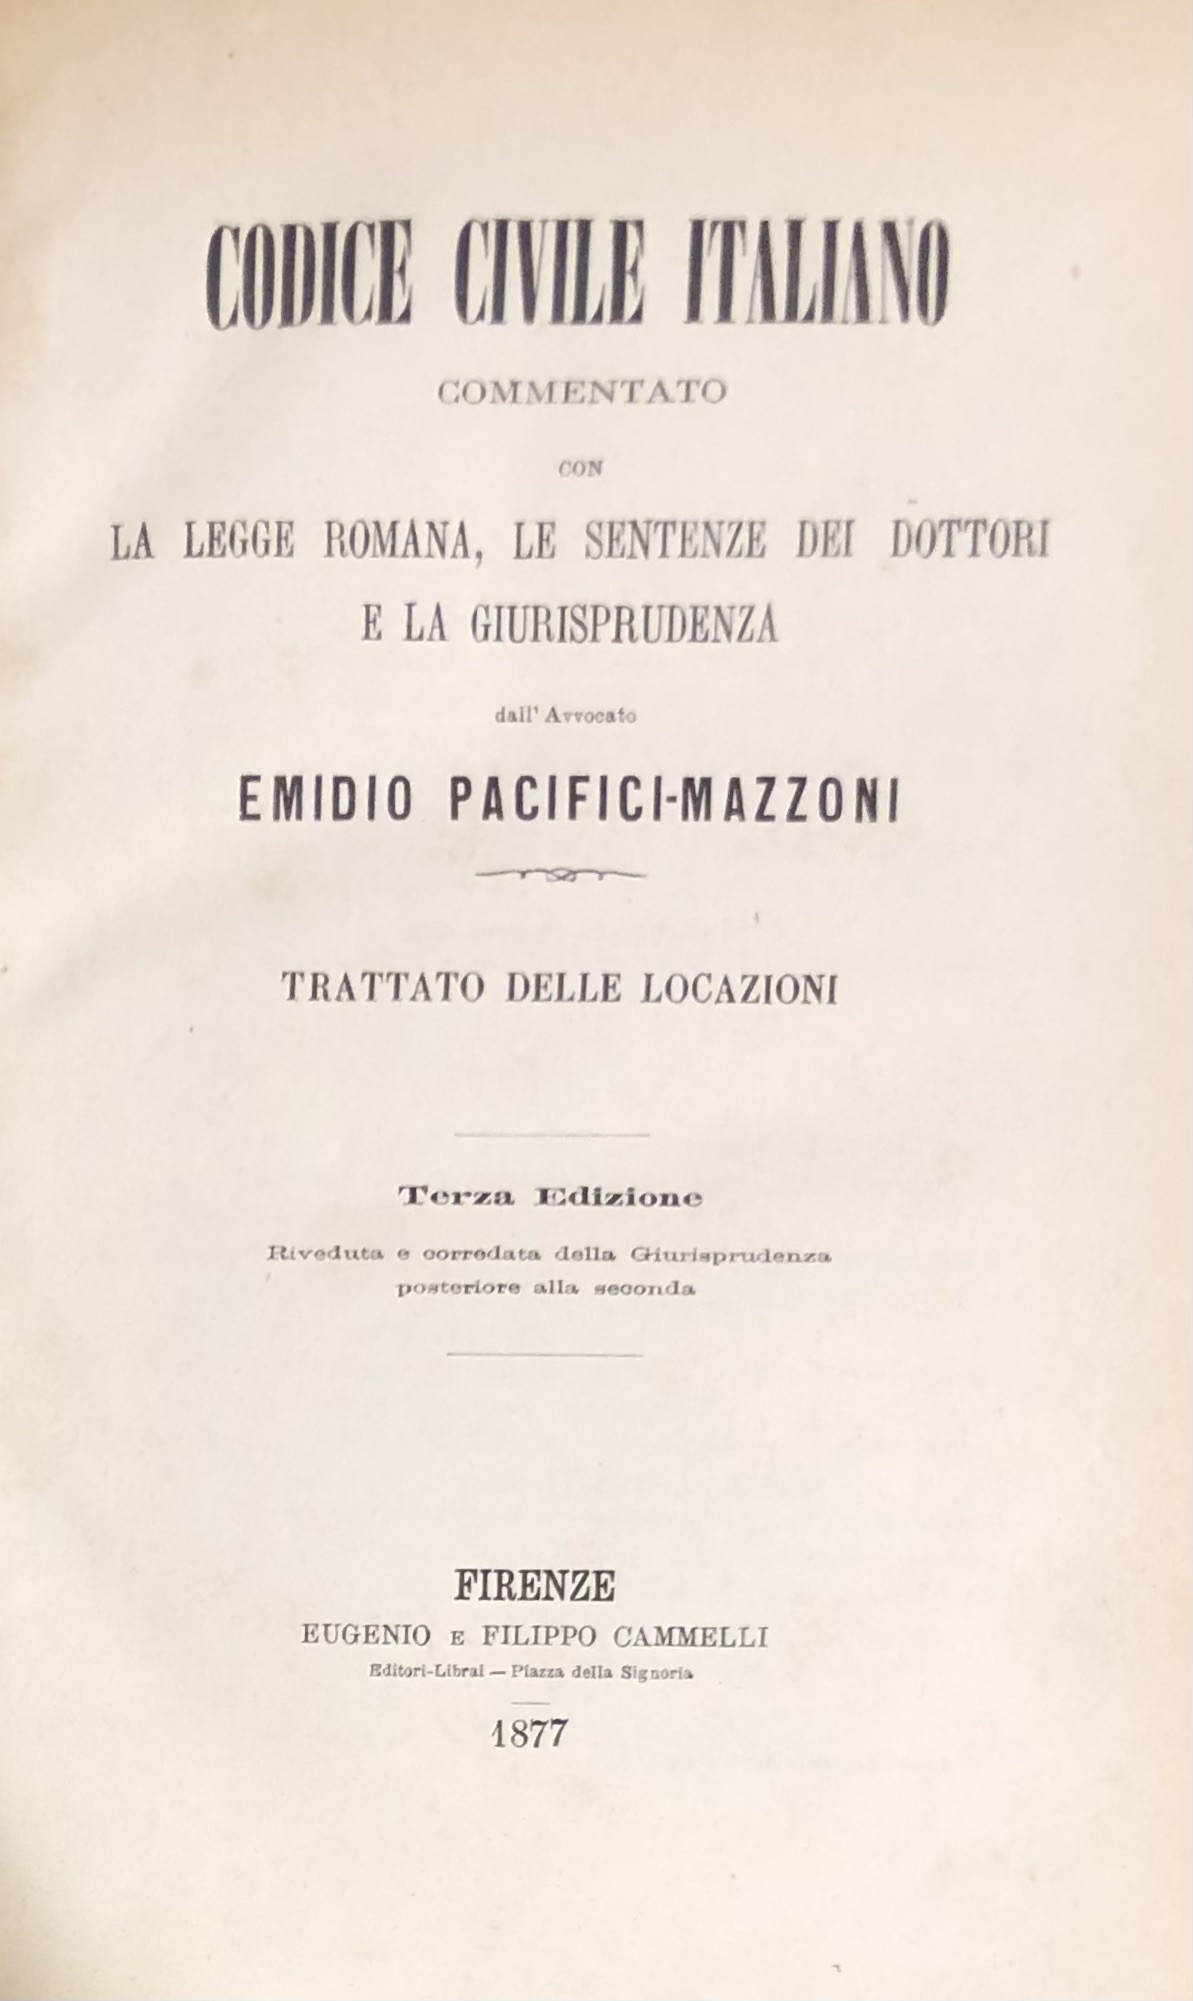 CODICE CIVILE ITALIANO
COMMENTATO
CON
LA LEGGE ROMANA, LE SENTENZE DEI DOTTORI
E LA GIURISPRUDENZA
dall' Avvocato
EMIDIO PACIFICI-MAZZONI
TRATTATO DELLE LOCAZIONI
Terza Edizione
Riveduta e corredata della Giurisprudenza
posteriore alla seconda
FIRENZE
EUGENIO E FILIPPO CAMMELLI
Editori-Librai — Piazza della Signoria
1877